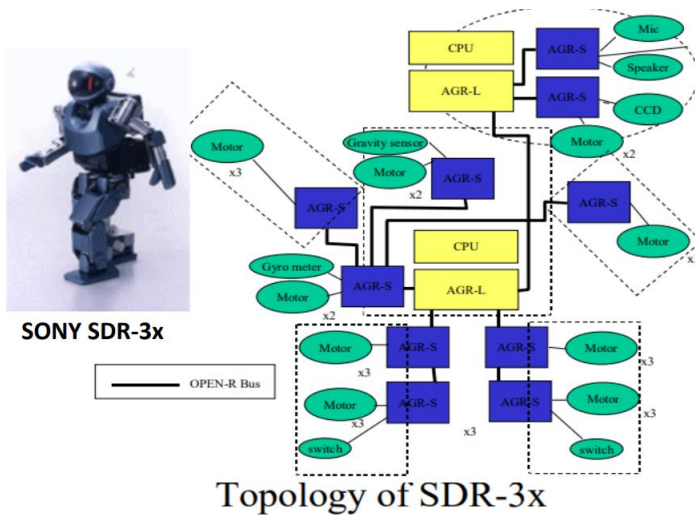 CPU
AGR-S
Mic
AGR-L
Speaker
AGR-S
CCD
Motor
x2
Motor
x3
Gravity sensor
Motor
x2
AGR-S
AGR-S
AGR-S
Motor
CPU
Gyro meter
AGR-S
AGR-L
Motor
x2
SONY SDR-3x
Motor
x3
AGR-S
AGR-S
Motor
x3
OPEN-R Bus
Motor
x3
AGR-S
AGR-S
Motor
x3
switch
x3
switch
Topology of SDR-3x